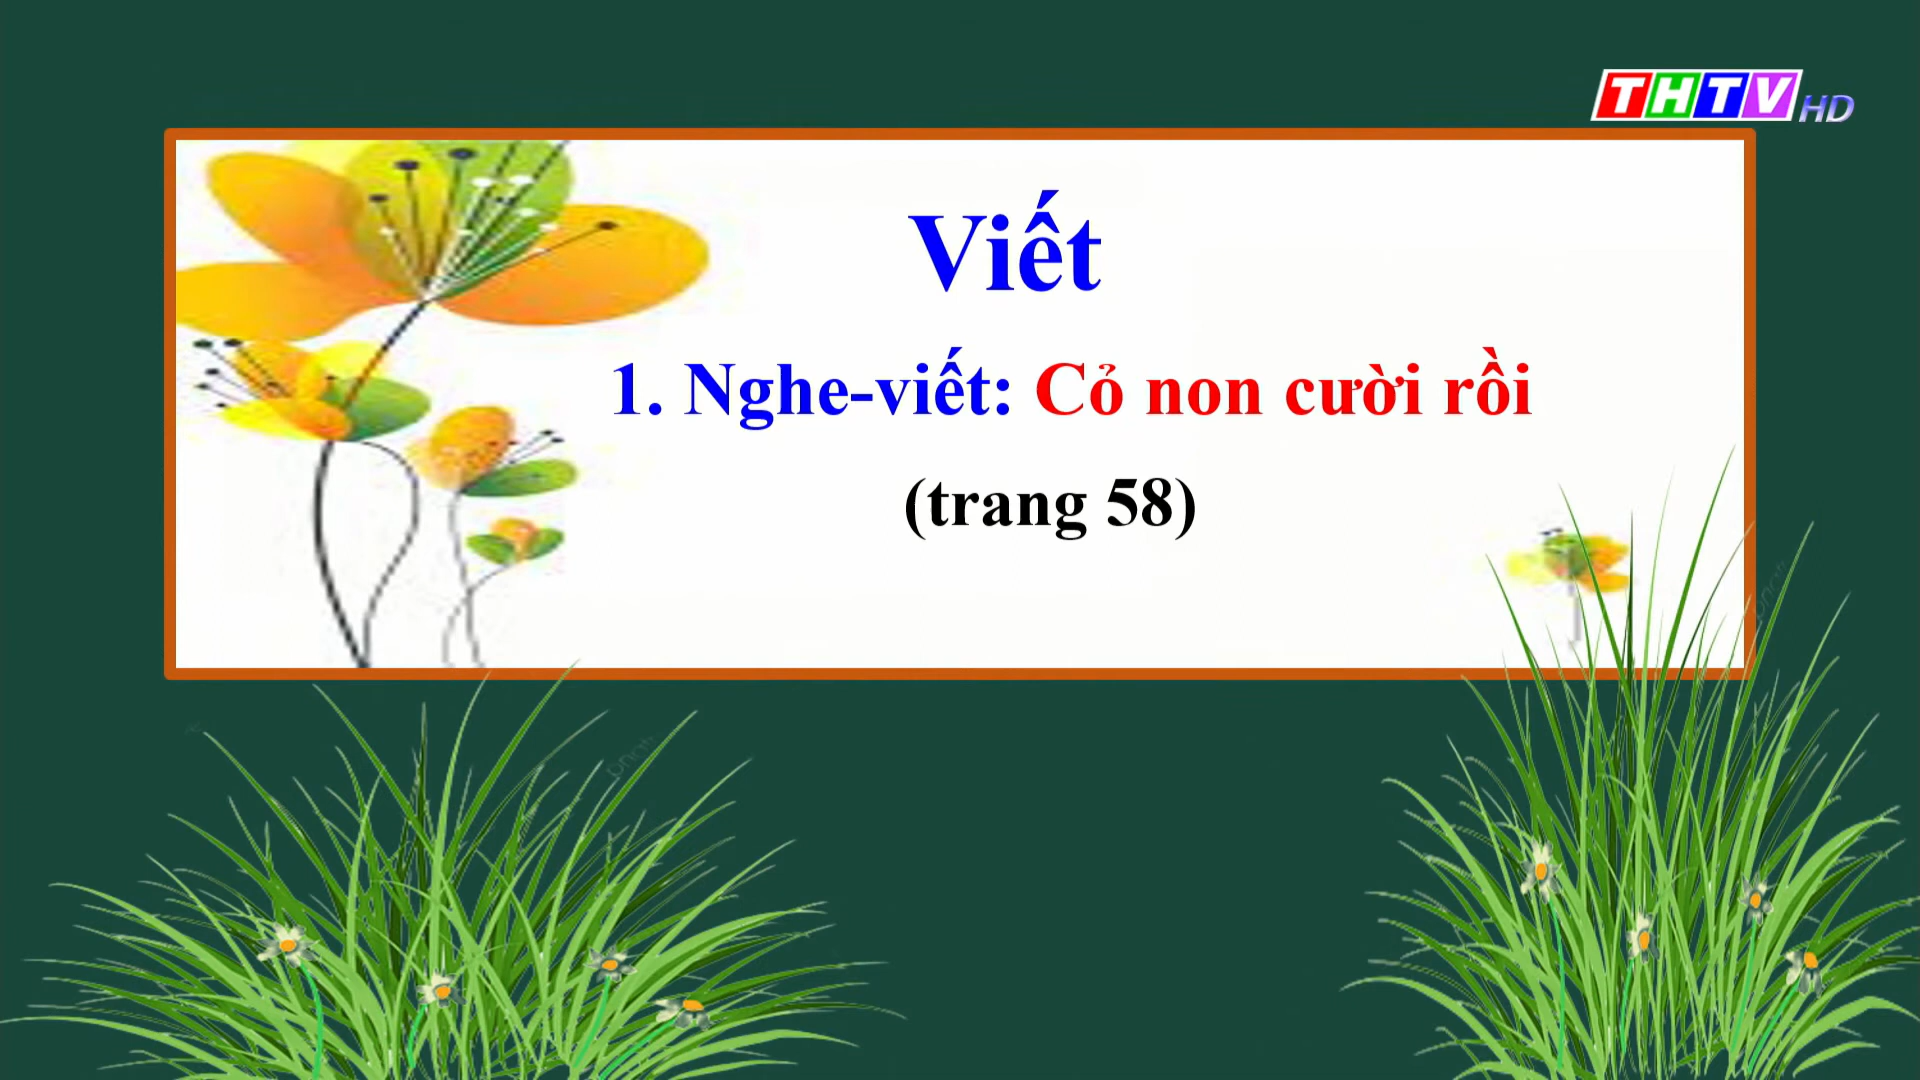 THTV HD
Viết
1. Nghe-viết: Cỏ non cười rồi
(trang 58)